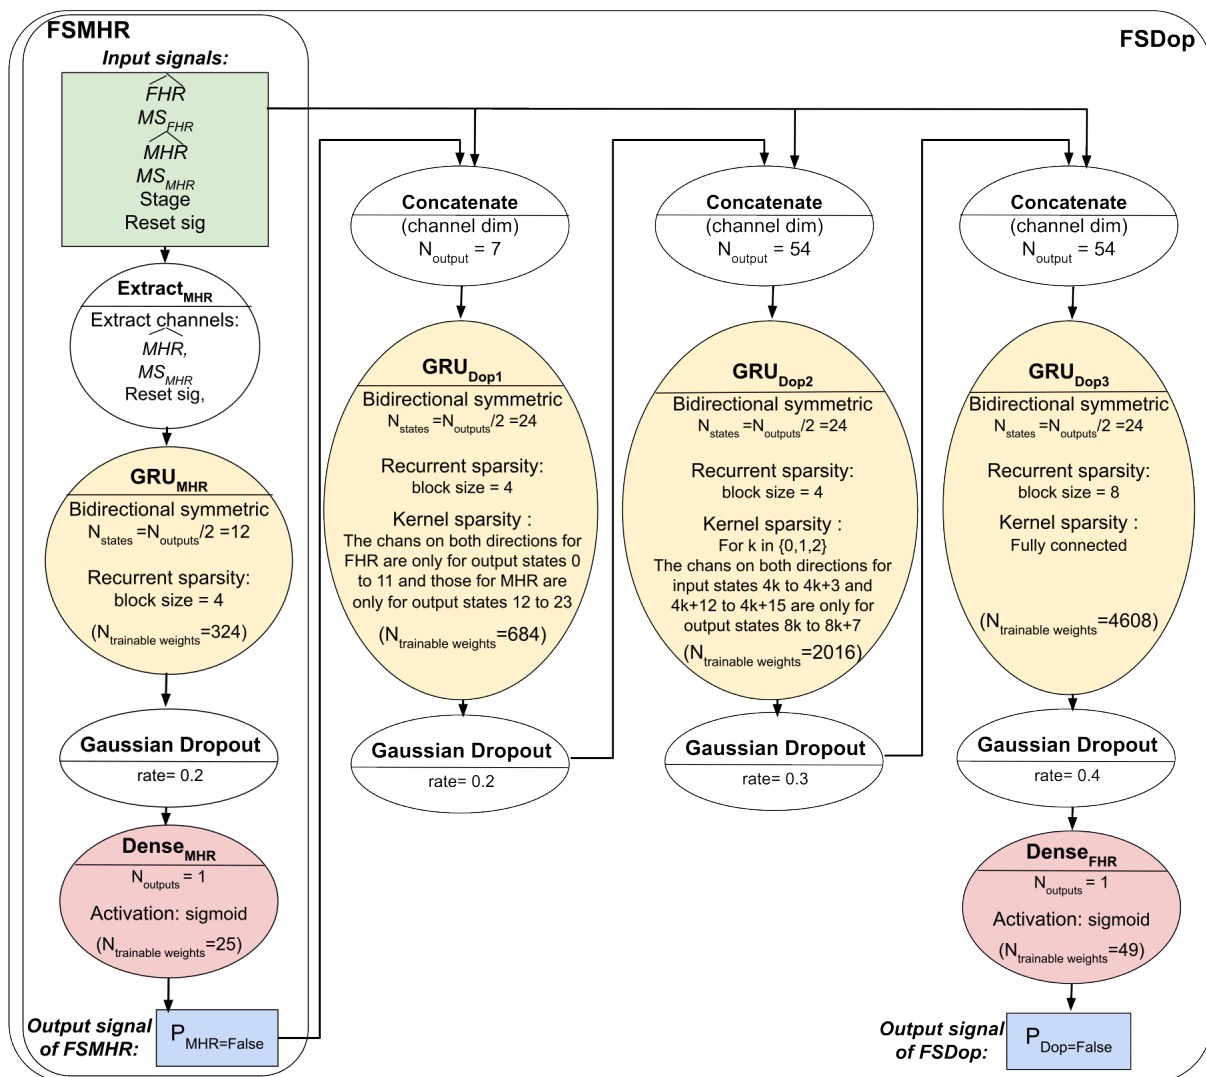 FSMHR
FSDop
Input signals:
FHR
MS_FHR
MHR
MS_MHR
Stage
Reset sig
Extract_MHR
Extract channels:
MHR,
MS_MHR
Reset sig,
GRU_MHR
Bidirectional symmetric
N_states =N_outputs/2 =12
Recurrent sparsity:
block size = 4
(N_trainable weights=324)
Gaussian Dropout
rate= 0.2
Dense_MHR
N_outputs = 1
Activation: sigmoid
(N_trainable weights=25)
Output signal
of FSMHR:
P_MHR=False
Concatenate
(channel dim)
N_output = 7
GRU_Dop1
Bidirectional symmetric
N_states =N_outputs/2 =24
Recurrent sparsity:
block size = 4
Kernel sparsity :
The chans on both directions for
FHR are only for output states 0
to 11 and those for MHR are
only for output states 12 to 23
(N_trainable weights=684)
Gaussian Dropout
rate= 0.2
Concatenate
(channel dim)
N_output = 54
GRU_Dop2
Bidirectional symmetric
N_states =N_outputs/2 =24
Recurrent sparsity:
block size = 4
Kernel sparsity :
For k in {0,1,2}
The chans on both directions for
input states 4k to 4k+3 and
4k+12 to 4k+15 are only for
output states 8k to 8k+7
(N_trainable weights=2016)
Gaussian Dropout
rate= 0.3
Concatenate
(channel dim)
N_output = 54
GRU_Dop3
Bidirectional symmetric
N_states =N_outputs/2 =24
Recurrent sparsity:
block size = 8
Kernel sparsity :
Fully connected
(N_trainable weights=4608)
Gaussian Dropout
rate= 0.4
Dense_FHR
N_outputs = 1
Activation: sigmoid
(N_trainable weights=49)
Output signal
of FSDop:
P_Dop=False